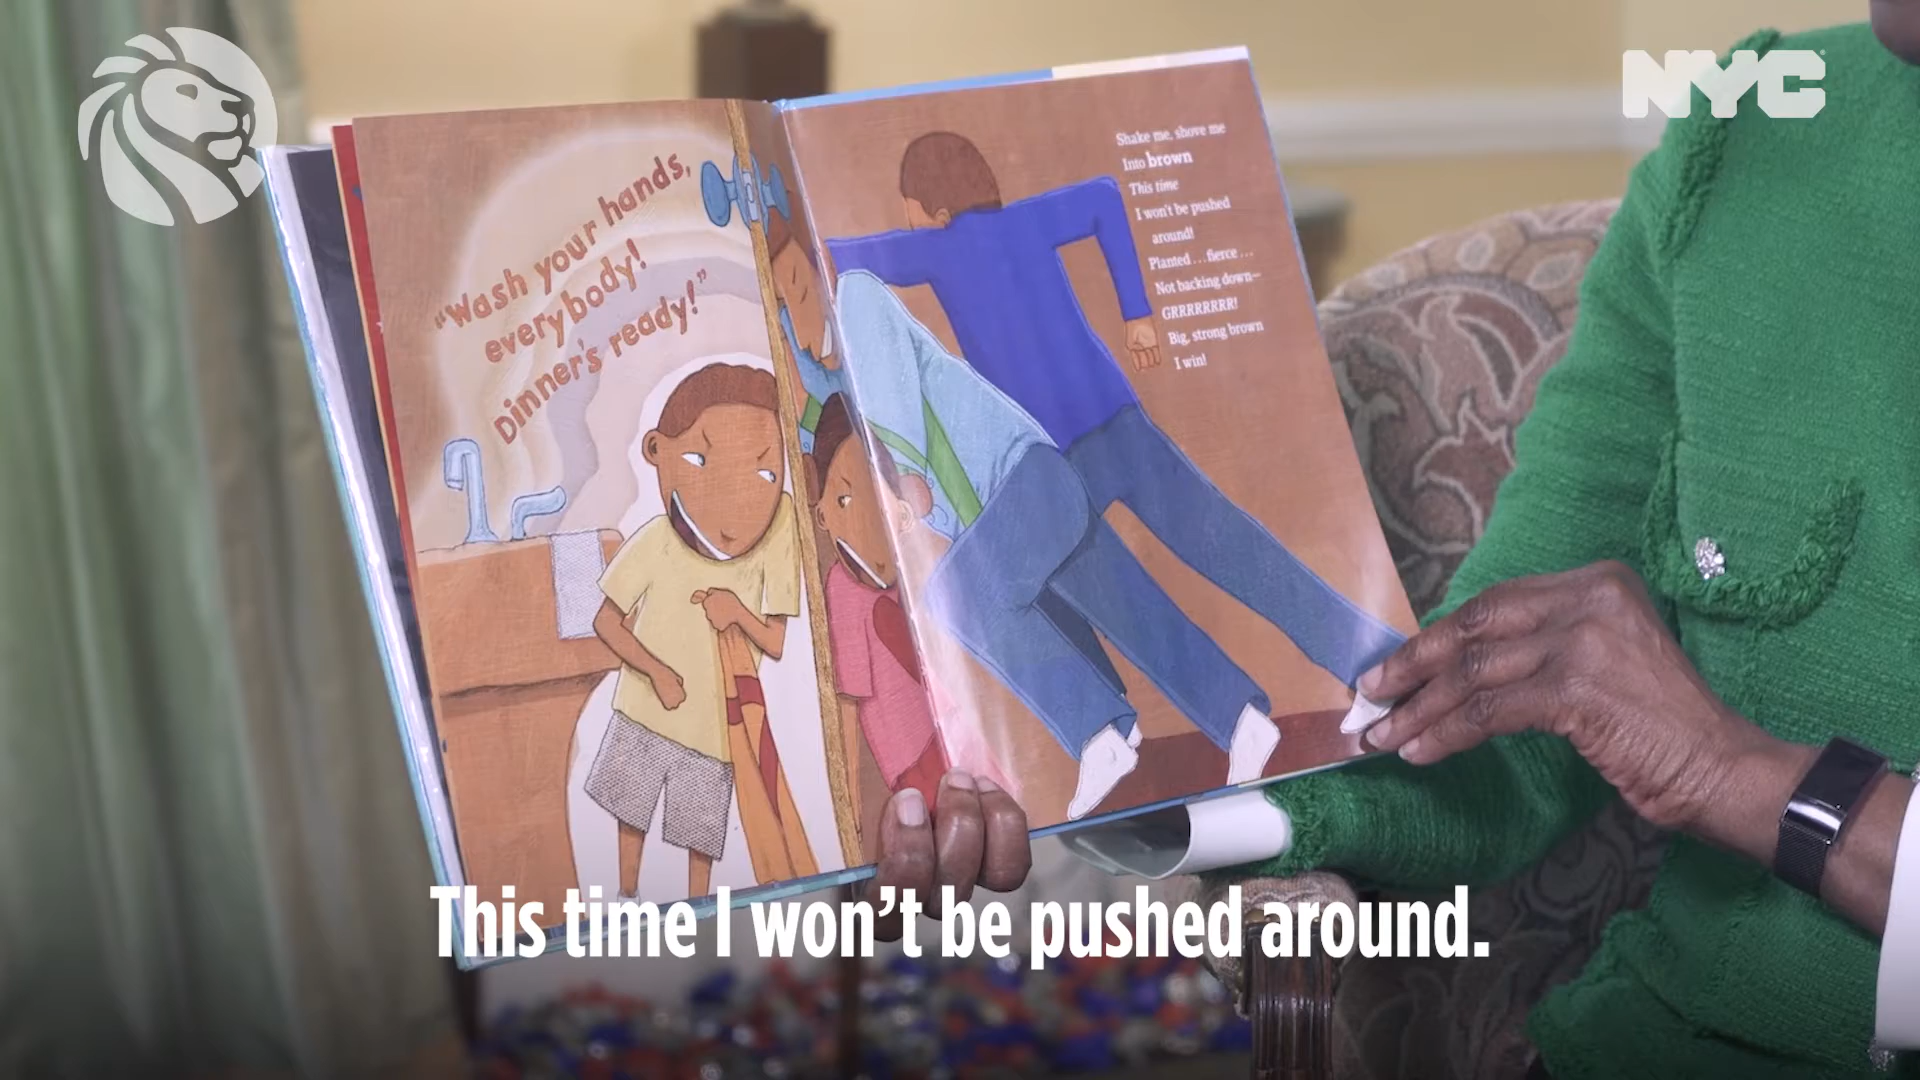 NYC
"Wash your hands,
everybody!
Dinner's ready!"
Shake me, shove me
Into brown
This time
I won't be pushed
around!
Planted...fierce...
Not backing down—
GRRRRRRRR!
Big, strong brown
I win!
This time I won't be pushed around.